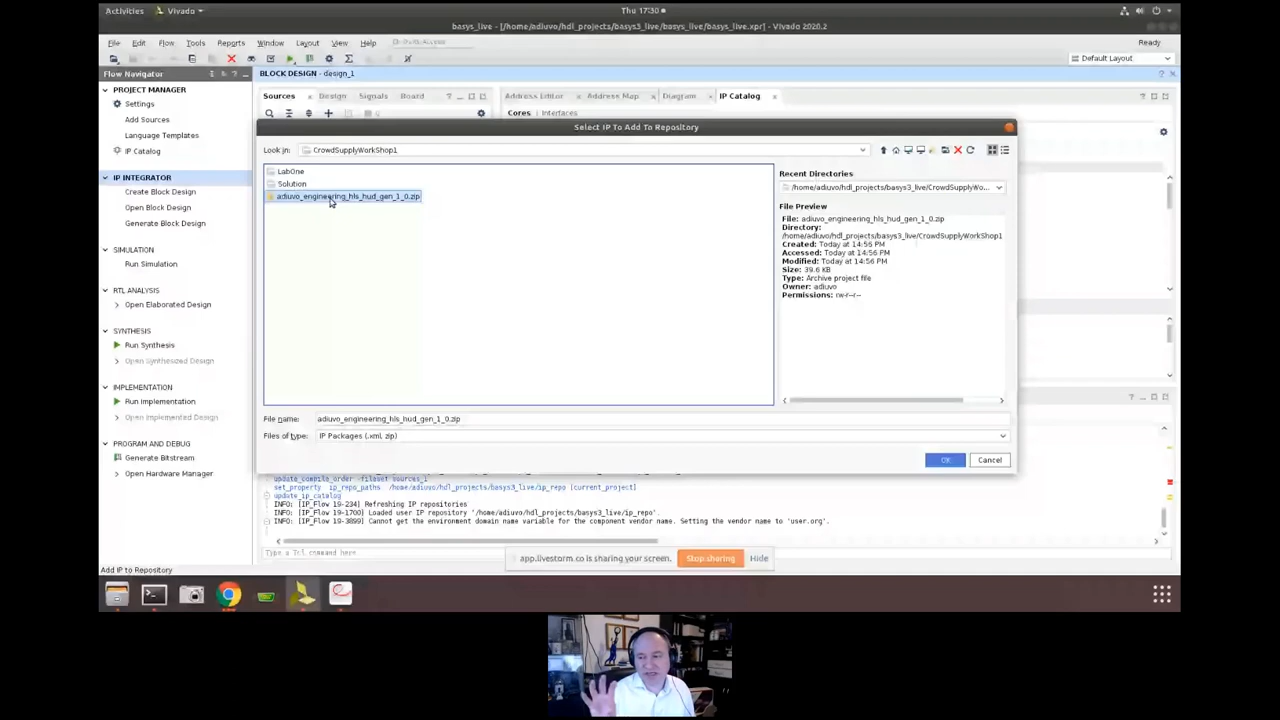 Activities
Vivado
Thu 17:30
basys_live - [/home/adiuvo/hdl_projects/basys3_live/basys_live/basys_live.xpr] - Vivado 2020.2
File Edit Flow Tools Reports Window Layout View Help
Ready
Default Layout
Flow Navigator
BLOCK DESIGN - design_1
PROJECT MANAGER
Settings
Add Sources
Language Templates
IP Catalog
IP INTEGRATOR
Create Block Design
Open Block Design
Generate Block Design
SIMULATION
Run Simulation
RTL ANALYSIS
Open Elaborated Design
SYNTHESIS
Run Synthesis
Open Synthesized Design
IMPLEMENTATION
Run Implementation
Open Implemented Design
PROGRAM AND DEBUG
Generate Bitstream
Open Hardware Manager
Sources Design Signals Board
Address Editor Address Map Diagram IP Catalog
Cores Interfaces
Select IP To Add To Repository
Look in: CrowdSupplyWorkShop1
LabOne
Solution
adiuvo_engineering_hls_hud_gen_1_0.zip
Recent Directories
/home/adiuvo/hdl_projects/basys3_live/CrowdSupplyWo...
File Preview
File: adiuvo_engineering_hls_hud_gen_1_0.zip
Directory:
/home/adiuvo/hdl_projects/basys3_live/CrowdSupplyWorkShop1
Created: Today at 14:56 PM
Accessed: Today at 14:56 PM
Modified: Today at 14:56 PM
Size: 39.6 KB
Type: Archive project file
Owner: adiuvo
Permissions: rw-r--r--
File name: adiuvo_engineering_hls_hud_gen_1_0.zip
Files of type: IP Packages (.xml, zip)
OK Cancel
update_compile_order -fileset sources_1
set_property ip_repo_paths /home/adiuvo/hdl_projects/basys3_live/ip_repo [current_project]
update_ip_catalog
INFO: [IP_Flow 19-234] Refreshing IP repositories
INFO: [IP_Flow 19-1700] Loaded user IP repository '/home/adiuvo/hdl_projects/basys3_live/ip_repo'.
INFO: [IP_Flow 19-3899] Cannot get the environment domain name variable for the component vendor name. Setting the vendor name to 'user.org'.
Type a Tcl command here
app.livestorm.co is sharing your screen. Stop sharing Hide
Add IP to Repository